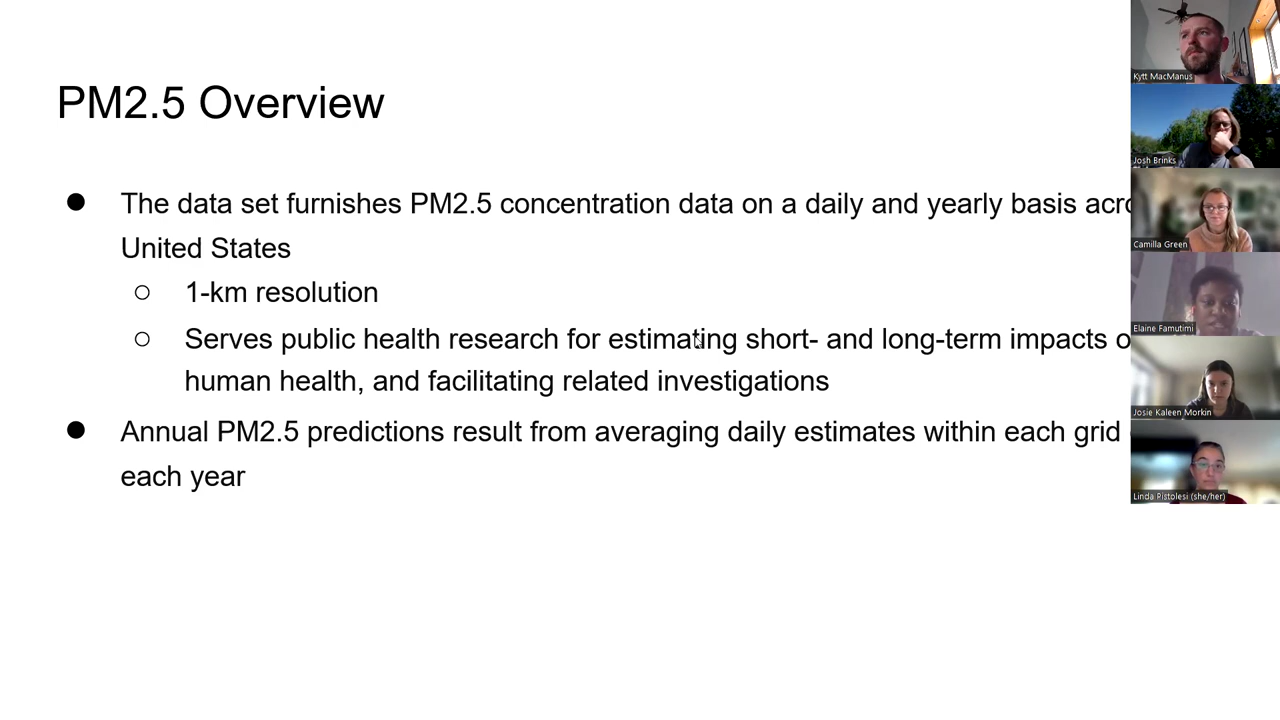 PM2.5 Overview
● The data set furnishes PM2.5 concentration data on a daily and yearly basis
United States
○ 1-km resolution
○ Serves public health research for estimating short- and long-term impacts
human health, and facilitating related investigations
● Annual PM2.5 predictions result from averaging daily estimates within each grid
each year
Kytt MacManus
Josh Brinks
Camilla Green
Elaine Famutimi
Josie Kaleen Morkin
Linda Pistolesi (she/her)